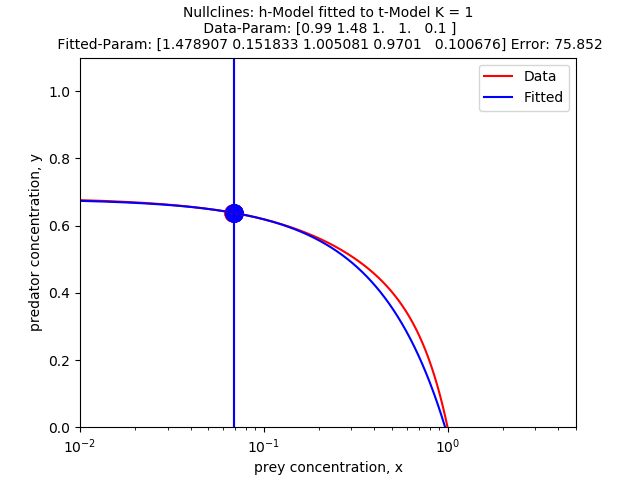 Nullclines: h-Model fitted to t-Model K = 1
Data-Param: [0.99 1.48 1. 1. 0.1 ]
Fitted-Param: [1.478907 0.151833 1.005081 0.9701 0.100676] Error: 75.852
Data
Fitted
predator concentration, y
1.0
0.8
0.6
0.4
0.2
0.0
10⁻²
10⁻¹
10⁰
prey concentration, x